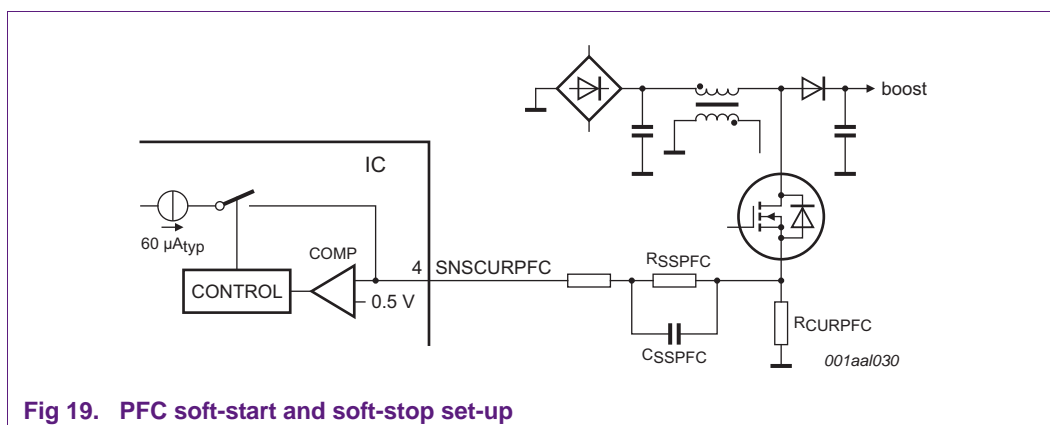 boost
IC
60 μAtyp
COMP
4 SNSCURPFC
RSSPFC
CONTROL
0.5 V
RCURPFC
CSSPFC
001aal030
Fig 19. PFC soft-start and soft-stop set-up